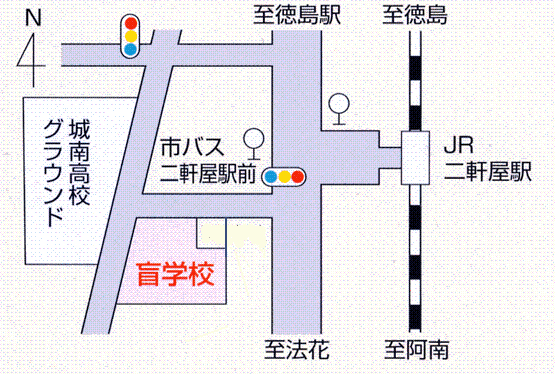 N
至徳島駅
至徳島
城南高校
グラウンド
市バス
二軒屋駅前
JR
二軒屋駅
盲学校
至法花
至阿南